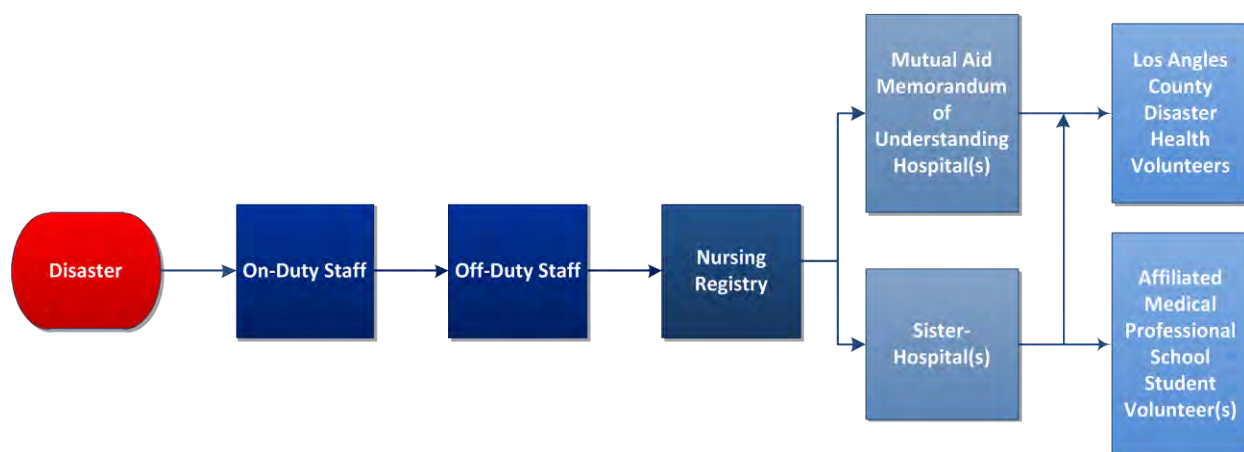 Disaster
On-Duty Staff
Off-Duty Staff
Nursing
Registry
Mutual Aid
Memorandum
of
Understanding
Hospital(s)
Sister-
Hospital(s)
Los Angles
County
Disaster
Health
Volunteers
Affiliated
Medical
Professional
School
Student
Volunteer(s)